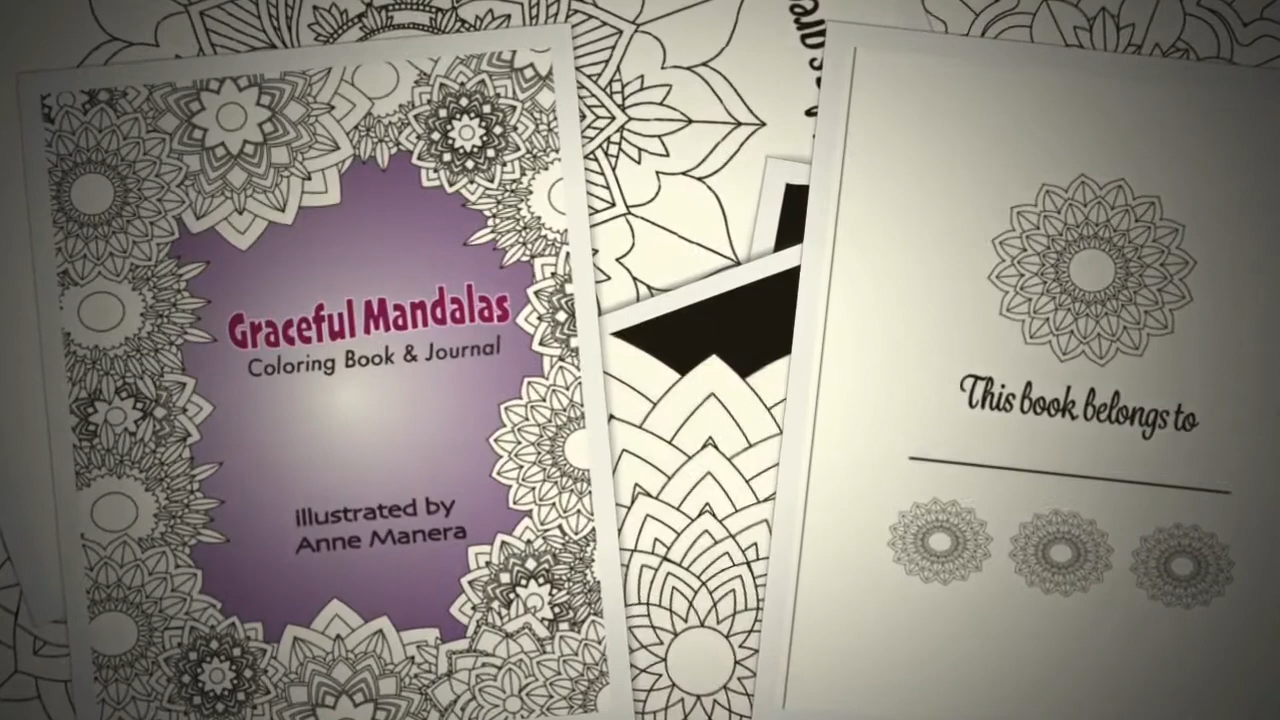 Graceful Mandalas
Coloring Book & Journal
illustrated by
Anne Manera
This book belongs to